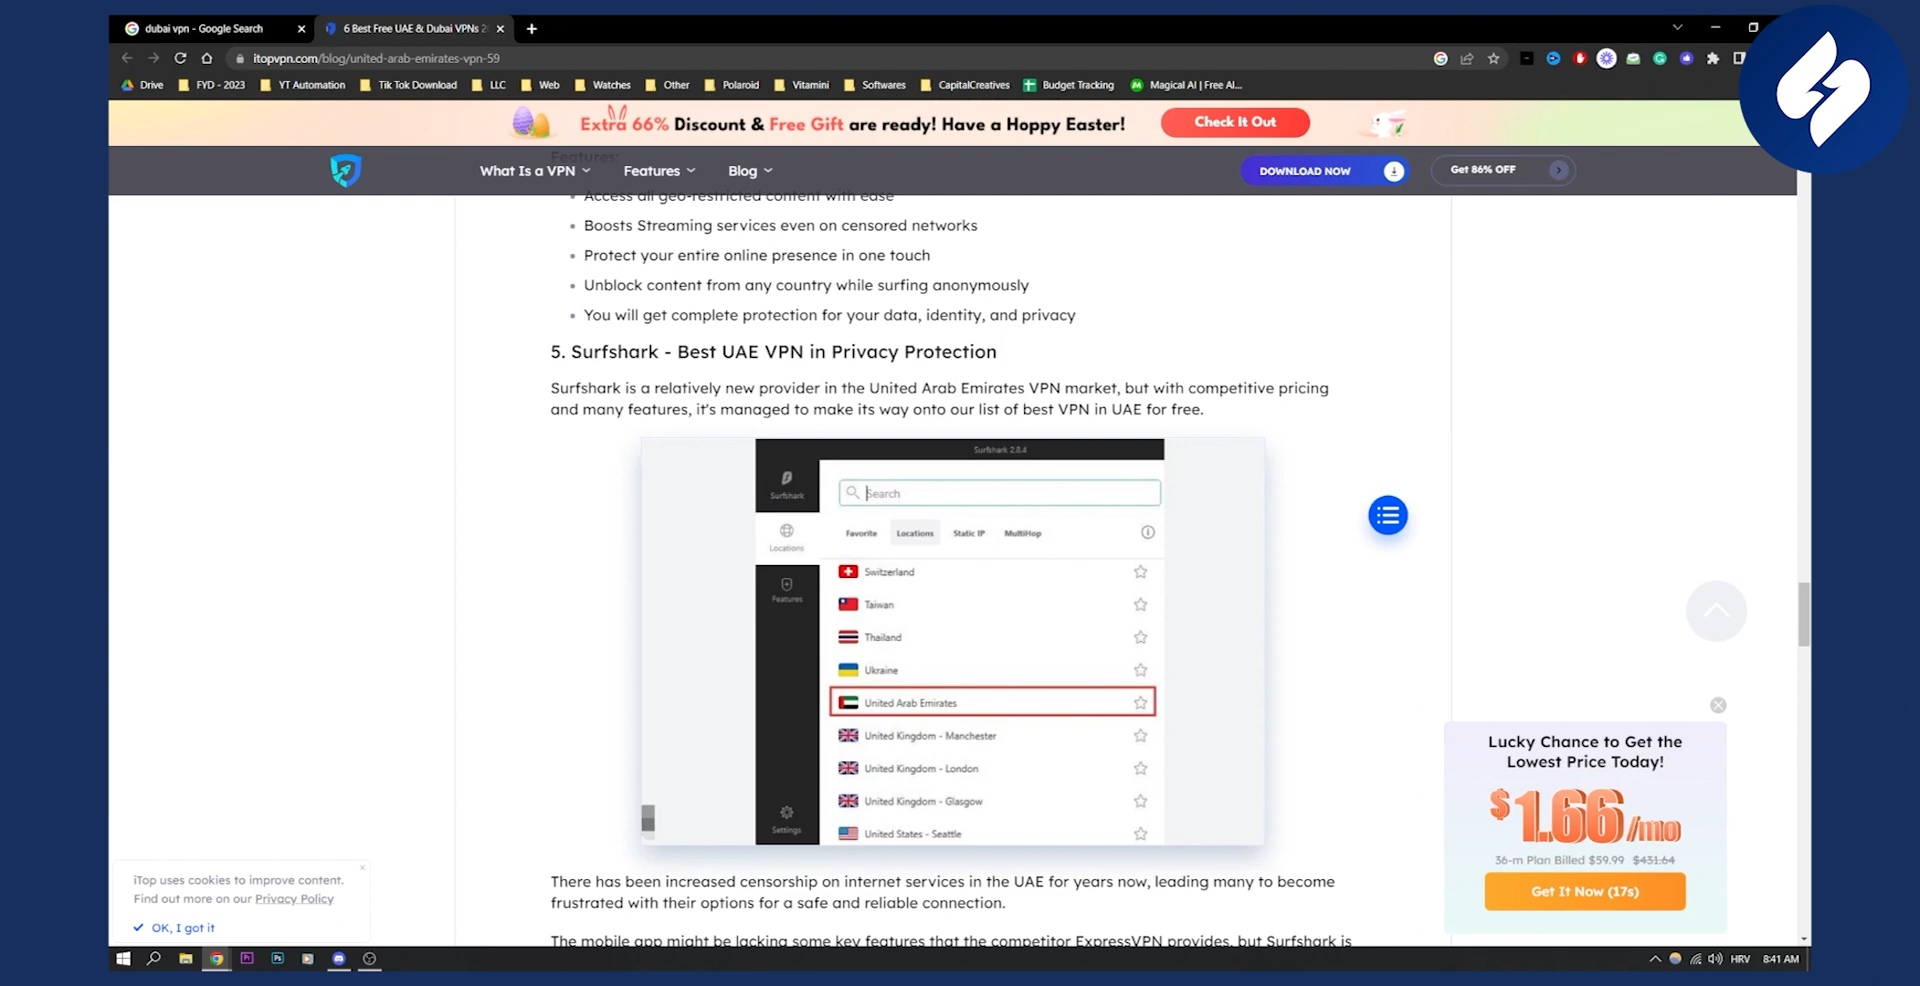 dubai vpn - Google Search
6 Best Free UAE & Dubai VPNs 2
itopvpn.com/blog/united-arab-emirates-vpn-59
Drive FYD - 2023 YT Automation Tik Tok Download LLC Web Watches Other Polaroid Vitamini Softwares CapitalCreatives Budget Tracking Magical AI | Free AI...
Extra 66% Discount & Free Gift are ready! Have a Hoppy Easter! Check It Out
Features:
What Is a VPN Features Blog DOWNLOAD NOW Get 86% OFF
• Access all geo-restricted content with ease
• Boosts Streaming services even on censored networks
• Protect your entire online presence in one touch
• Unblock content from any country while surfing anonymously
• You will get complete protection for your data, identity, and privacy
5. Surfshark - Best UAE VPN in Privacy Protection
Surfshark is a relatively new provider in the United Arab Emirates VPN market, but with competitive pricing
and many features, it's managed to make its way onto our list of best VPN in UAE for free.
Surfshark 2.8.4
Surfshark
Search
Locations
Favorite Locations Static IP MultiHop
Features
Switzerland
Taiwan
Thailand
Ukraine
United Arab Emirates
United Kingdom - Manchester
United Kingdom - London
United Kingdom - Glasgow
United States - Seattle
Settings
Lucky Chance to Get the
Lowest Price Today!
$1.66/mo
36-m Plan Billed $59.99 $431.64
Get It Now (17s)
iTop uses cookies to improve content.
Find out more on our Privacy Policy
OK, I got it
There has been increased censorship on internet services in the UAE for years now, leading many to become
frustrated with their options for a safe and reliable connection.
The mobile app might be lacking some key features that the competitor ExpressVPN provides, but Surfshark is
HRV 8:41 AM